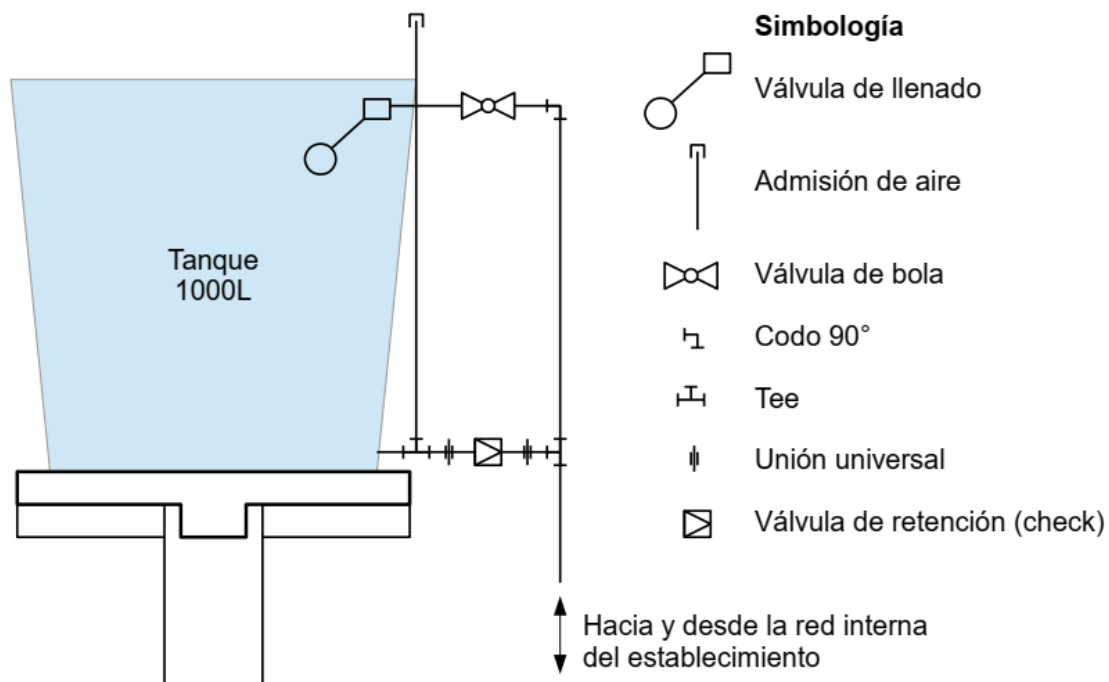 Simbología
Válvula de llenado
Admisión de aire
Tanque
1000L
Válvula de bola
Codo 90°
Tee
Unión universal
Válvula de retención (check)
Hacia y desde la red interna
del establecimiento